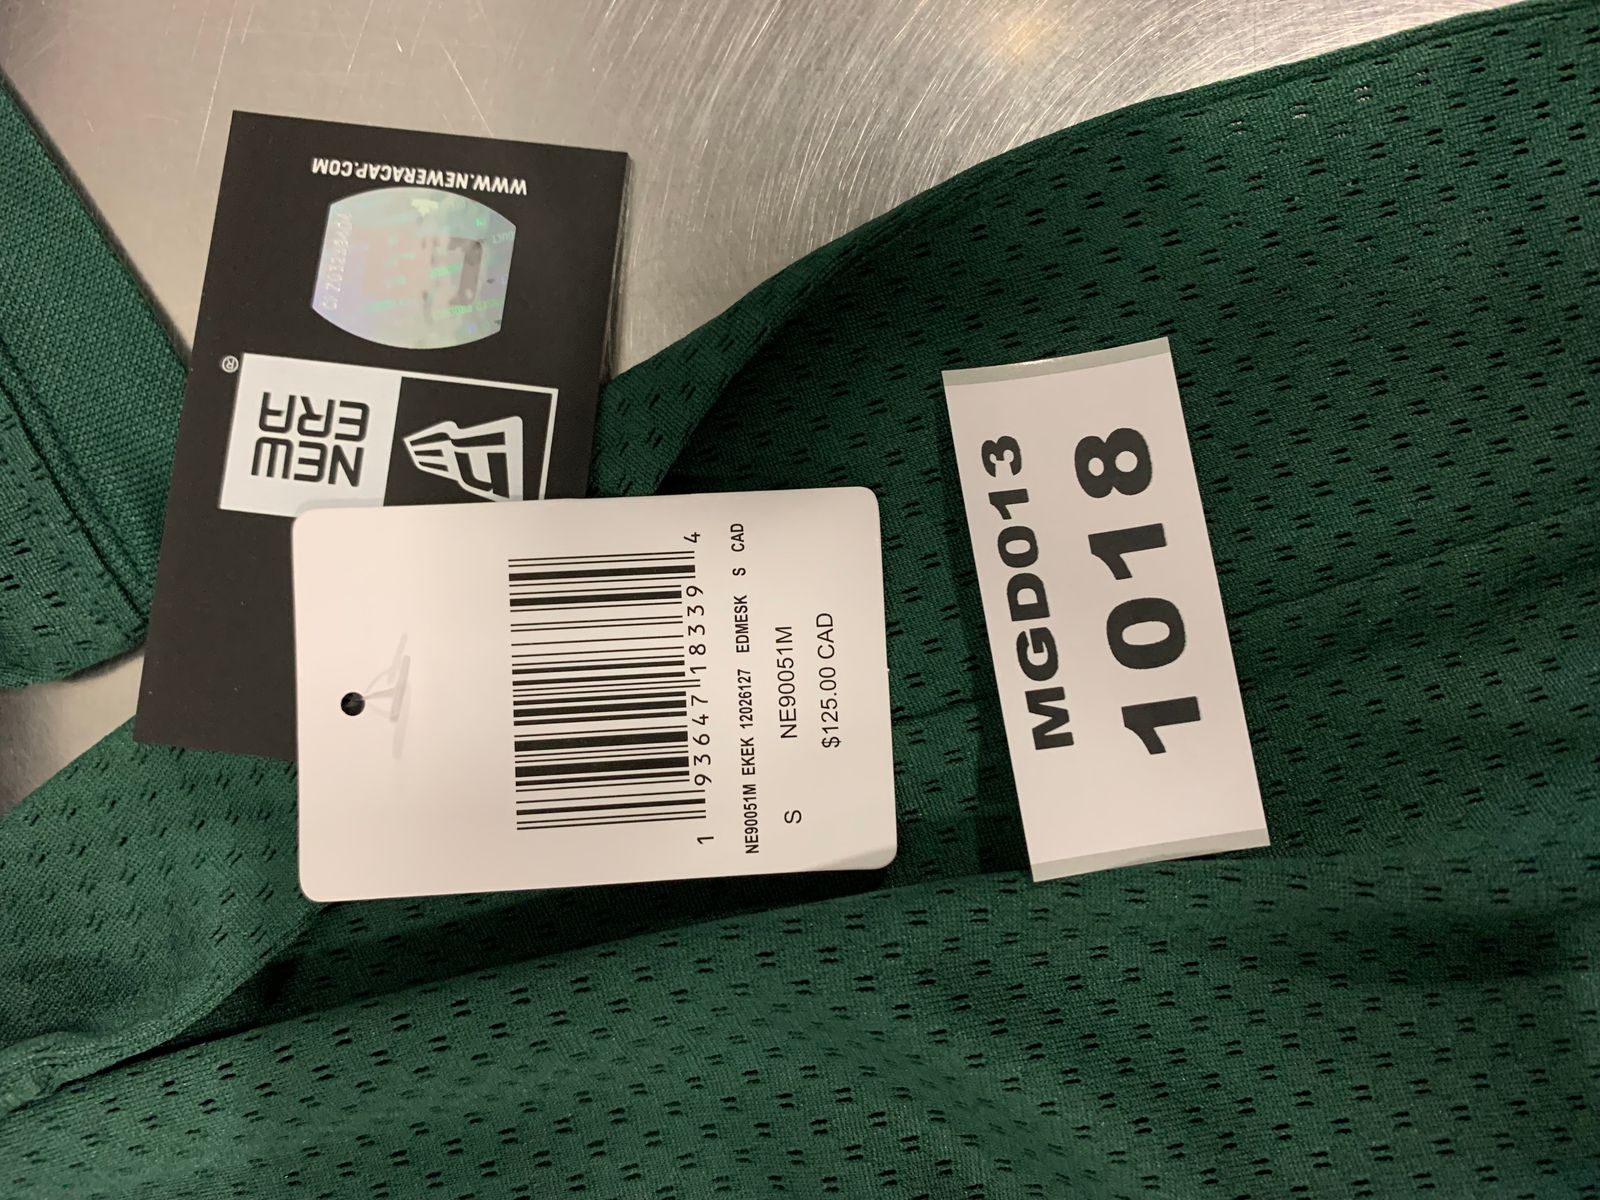 WWW.NEWERACAP.COM
NEW
ERA
®
1 93647 18339 4
NE90051M EKEK 12026127 EDMESK S CAD
S NE90051M
$125.00 CAD
MGD013
1018